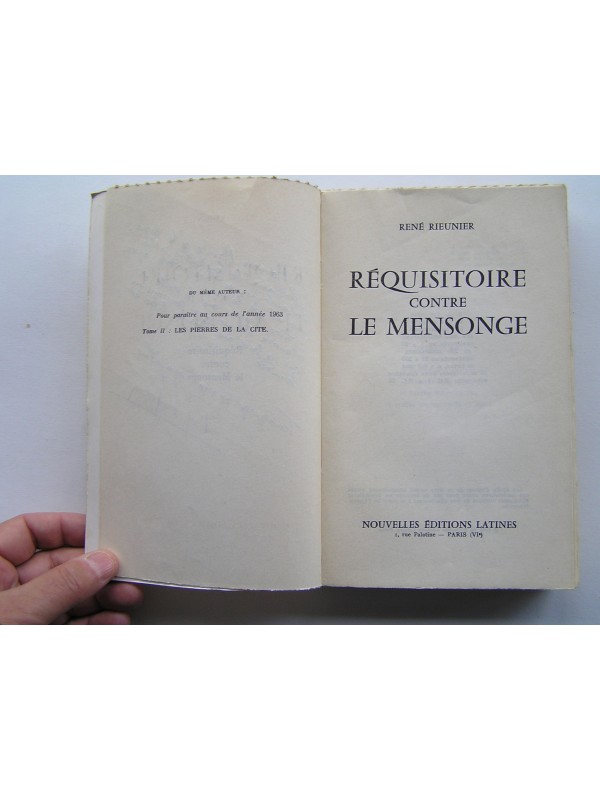 DU MÊME AUTEUR :
Pour paraître au cours de l'année 1963
Tome II : LES PIERRES DE LA CITE.
RENÉ RIEUNIER
RÉQUISITOIRE
CONTRE
LE MENSONGE
NOUVELLES ÉDITIONS LATINES
1, rue Palatine — PARIS (VIe)